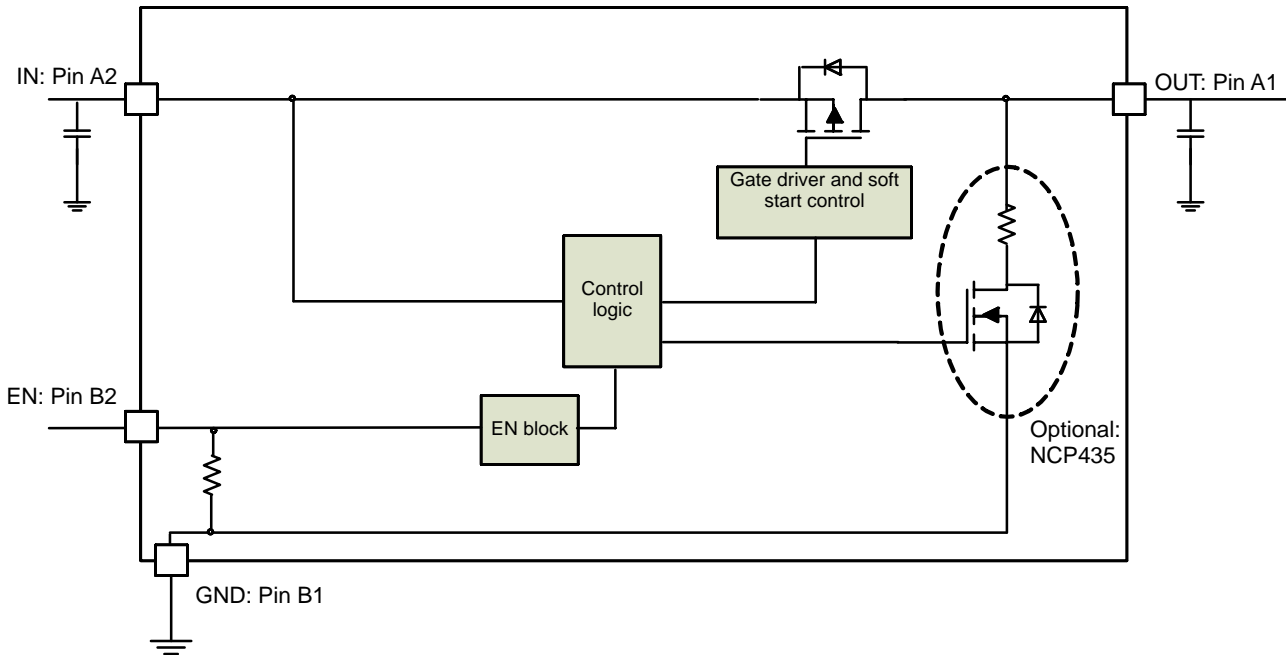 IN: Pin A2
OUT: Pin A1
Gate driver and soft
start control
Control
logic
EN: Pin B2
EN block
Optional:
NCP435
GND: Pin B1